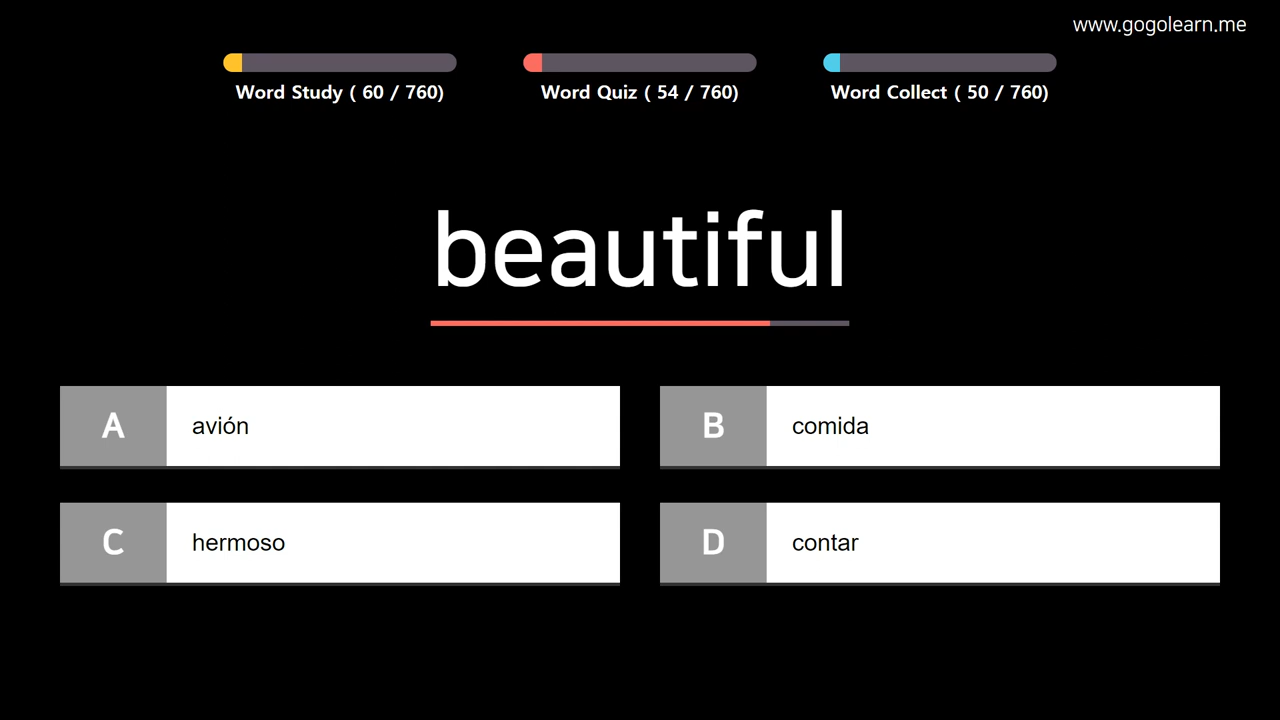 www.gogolearn.me
Word Study ( 60 / 760)
Word Quiz ( 54 / 760)
Word Collect ( 50 / 760)
beautiful
A avión
B comida
C hermoso
D contar